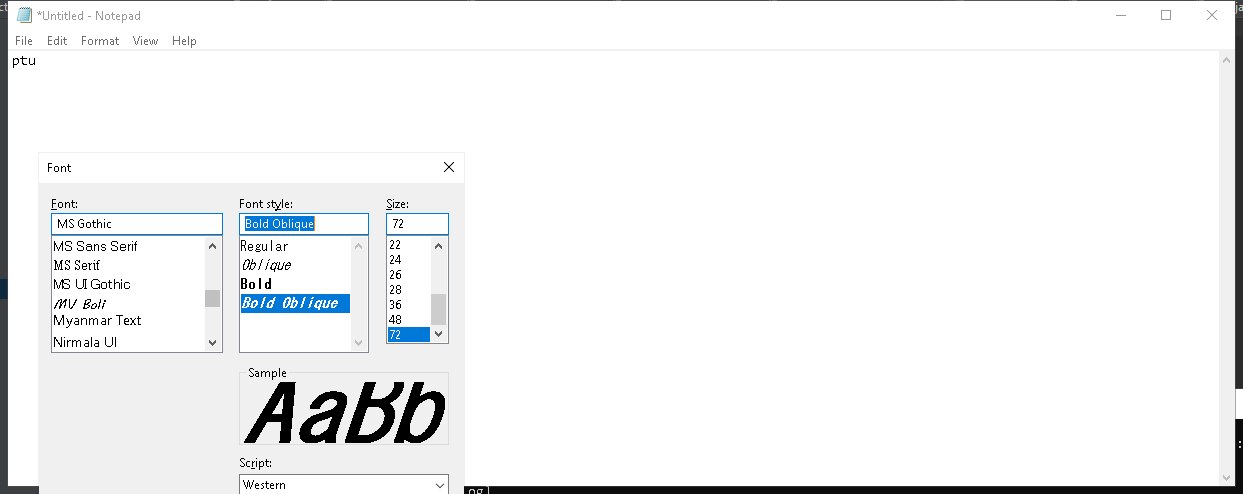 *Untitled - Notepad
File Edit Format View Help
ptu
Font
Font: Font style: Size:
MS Gothic Bold Oblique 72
MS Sans Serif
MS Serif
MS UI Gothic
MV Boli
Myanmar Text
Nirmala UI
Regular
Oblique
Bold
Bold Oblique
22
24
26
28
36
48
72
Sample
AaBb
Script:
Western